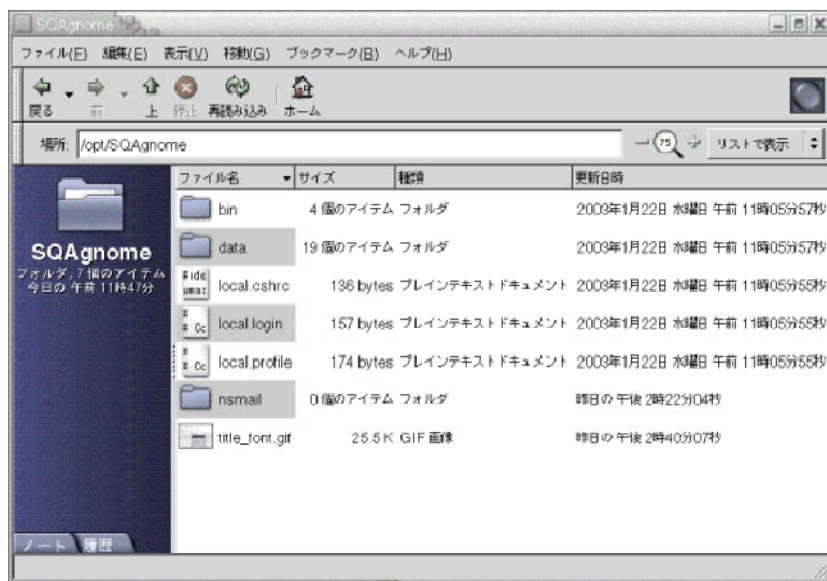 SQAgnome
ファイル(F) 編集(E) 表示(V) 移動(G) ブックマーク(B) ヘルプ(H)
戻る 前 上 停止 再読み込み ホーム
場所: /opt/SQAgnome 75 リストで表示
ファイル名 サイズ 種類 更新日時
bin 4 個のアイテム フォルダ 2003年1月22日 水曜日 午前 11時05分57秒
data 19 個のアイテム フォルダ 2003年1月22日 水曜日 午前 11時05分57秒
local.cshrc 136 bytes プレインテキストドキュメント 2003年1月22日 水曜日 午前 11時05分55秒
local.login 157 bytes プレインテキストドキュメント 2003年1月22日 水曜日 午前 11時05分55秒
local.profile 174 bytes プレインテキストドキュメント 2003年1月22日 水曜日 午前 11時05分55秒
nsmail 0 個のアイテム フォルダ 昨日の 午後 2時22分04秒
title_font.gif 25.5 K GIF 画像 昨日の 午後 2時40分07秒
SQAgnome
フォルダ, 7 個のアイテム
今日の 午前 11時47分
ノート 履歴